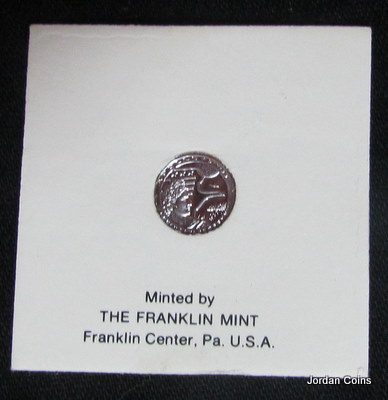 Minted by
THE FRANKLIN MINT
Franklin Center, Pa. U.S.A.
Jordan Coins